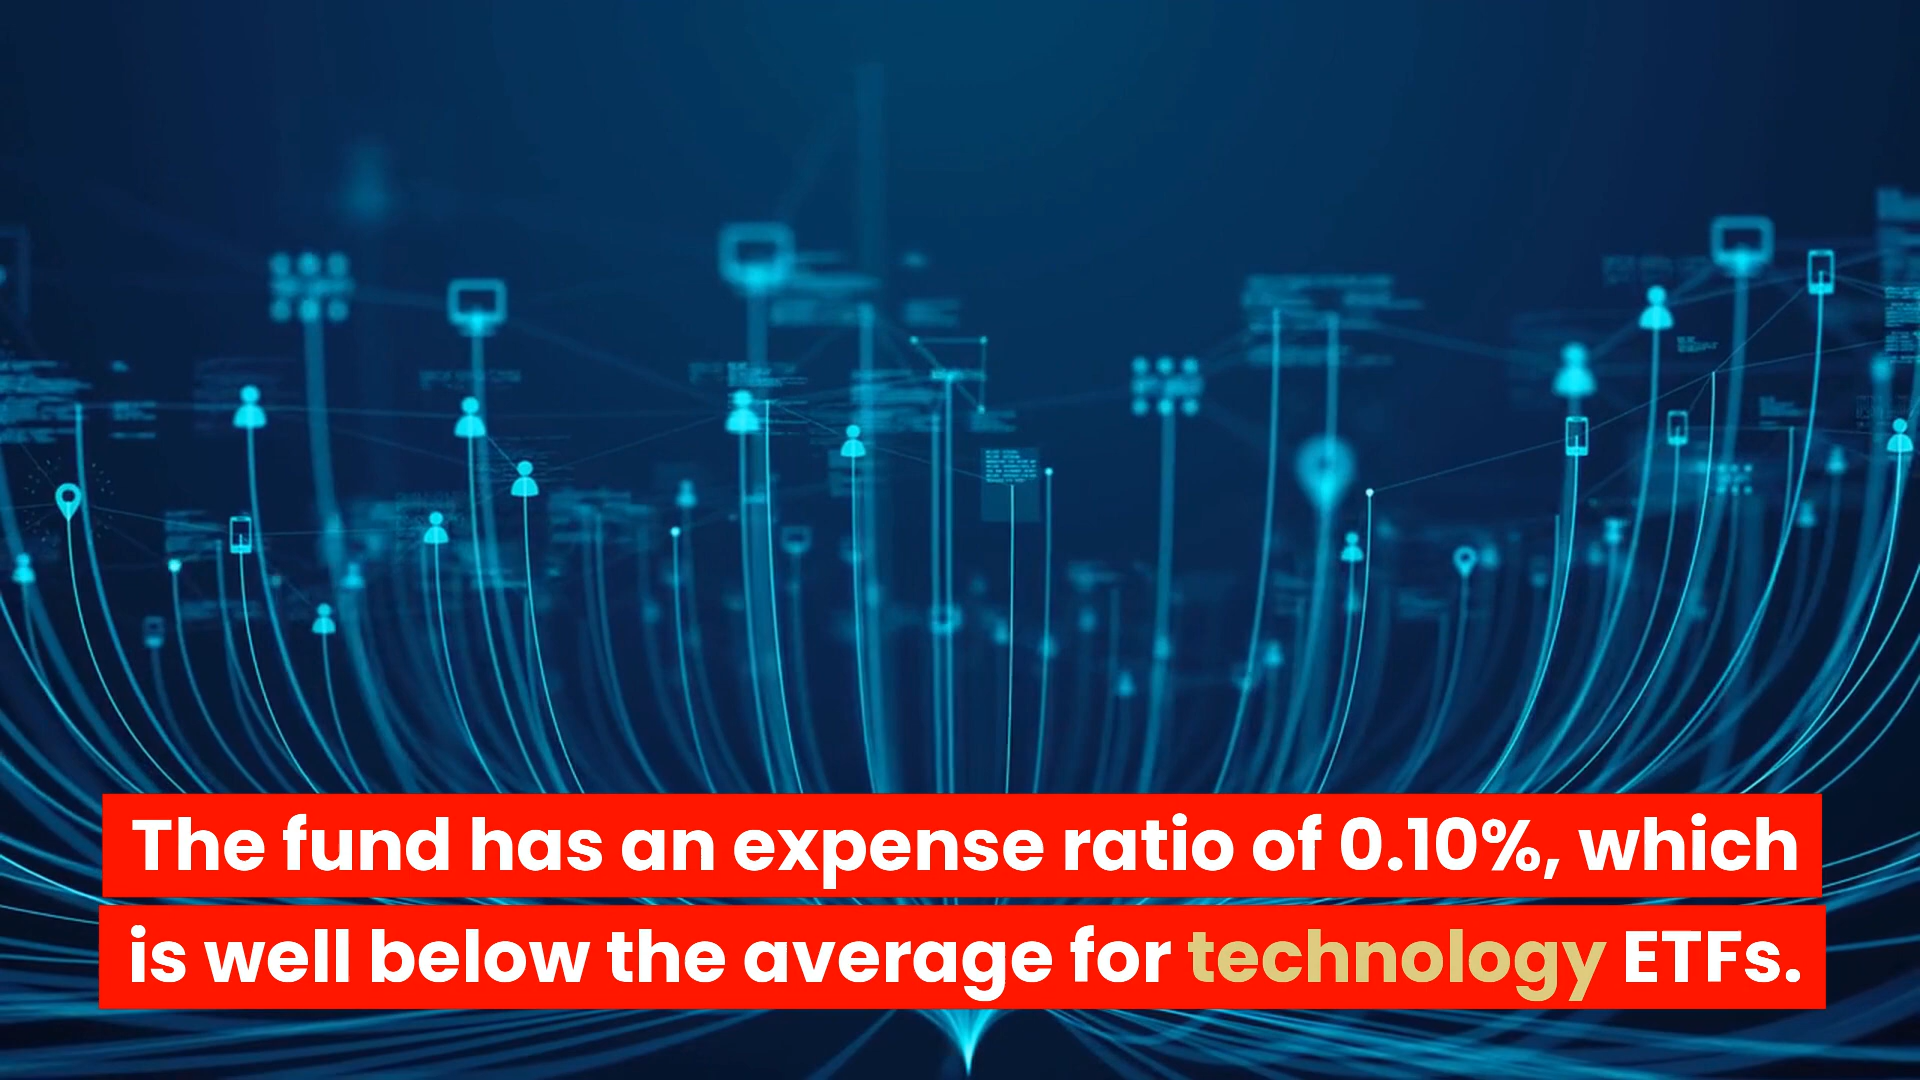 The fund has an expense ratio of 0.10%, which
is well below the average for technology ETFs.